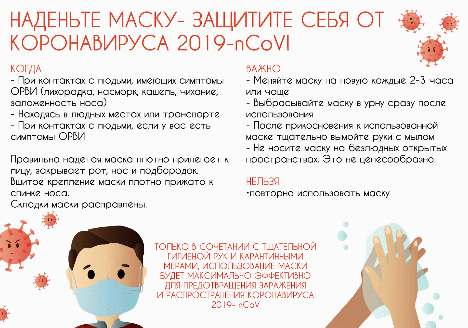 НАДЕНЬТЕ МАСКУ- ЗАЩИТИТЕ СЕБЯ ОТ
КОРОНАВИРУСА 2019-nCoV!
КОГДА
- При контактах с людьми, имеющих симптомы
ОРВИ (лихорадка, насморк, кашель, чихание,
заложенность носа)
- Находясь в людных местах или транспорте
- При контактах с людьми, если у вас есть
симптомы ОРВИ
Правильно надетая маска плотно прилегает к
лицу, закрывает рот, нос и подбородок.
Вшитое крепление маски плотно прижато к
спинке носа.
Складки маски расправлены.
ВАЖНО
- Меняйте маску на новую каждые 2-3 часа
или чаще
- Выбрасывайте маску в урну сразу после
использования
- После прикосновения к использованной
маске тщательно вымойте руки с мылом
- Не носите маску на безлюдных открытых
пространствах. Это не целесообразно.
НЕЛЬЗЯ
-повторно использовать маску
ТОЛЬКО В СОЧЕТАНИИ С ТЩАТЕЛЬНОЙ
ГИГИЕНОЙ РУК И КАРАНТИННЫМИ
МЕРАМИ, ИСПОЛЬЗОВАНИЕ МАСКИ
БУДЕТ МАКСИМАЛЬНО ЭФФЕКТИВНО
ДЛЯ ПРЕДОТВРАЩЕНИЯ ЗАРАЖЕНИЯ
И РАСПРОСТРАНЕНИЯ КОРОНАВИРУСА
2019- nCoV